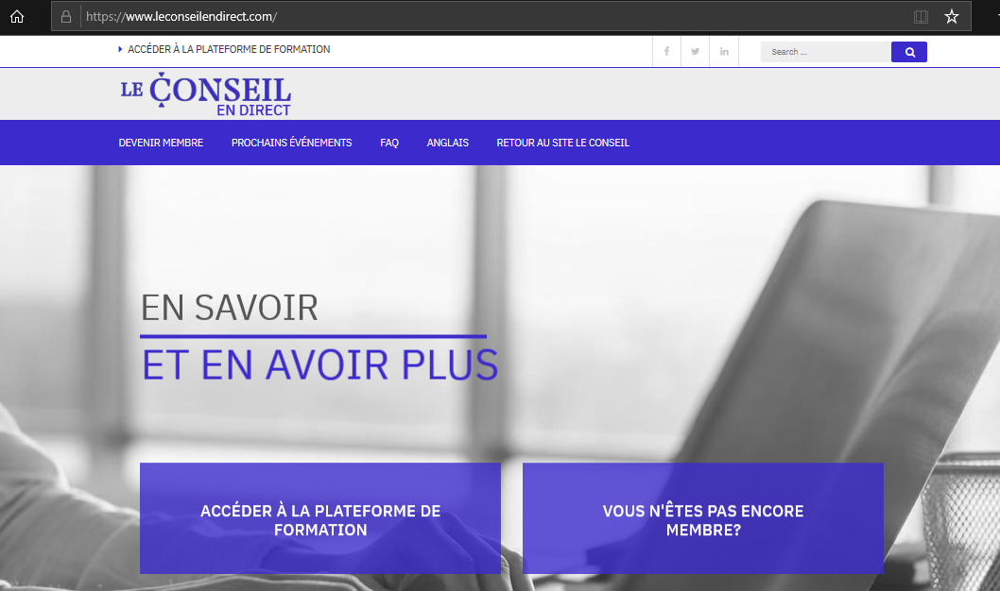 https://www.leconseilendirect.com/
ACCÉDER À LA PLATEFORME DE FORMATION
Search ...
LE CONSEIL
EN DIRECT
DEVENIR MEMBRE PROCHAINS ÉVÉNEMENTS FAQ ANGLAIS RETOUR AU SITE LE CONSEIL
EN SAVOIR
ET EN AVOIR PLUS
ACCÉDER À LA PLATEFORME DE
FORMATION
VOUS N'ÊTES PAS ENCORE
MEMBRE?